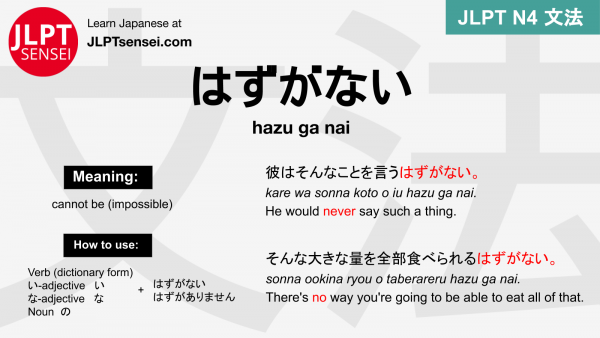 JLPT
SENSEI
Learn Japanese at
JLPTsensei.com
JLPT N4 文法
はずがない
hazu ga nai
Meaning:
cannot be (impossible)
How to use:
Verb (dictionary form)
い-adjective い
な-adjective な
Noun の
+
はずがない
はずがありません
彼はそんなことを言うはずがない。
kare wa sonna koto o iu hazu ga nai.
He would never say such a thing.
そんな大きな量を全部食べられるはずがない。
sonna ookina ryou o taberareru hazu ga nai.
There's no way you're going to be able to eat all of that.
文法